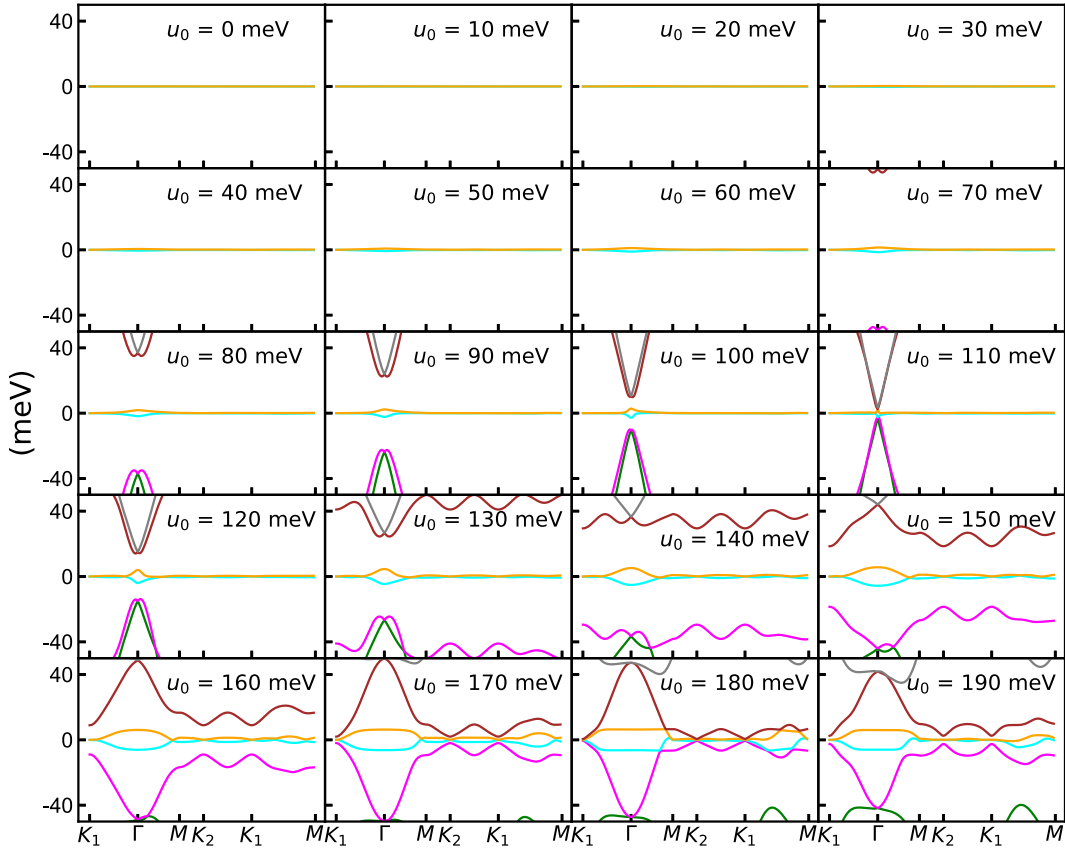 40
u₀ = 0 meV
u₀ = 10 meV
u₀ = 20 meV
u₀ = 30 meV
0
-40
40
u₀ = 40 meV
u₀ = 50 meV
u₀ = 60 meV
u₀ = 70 meV
0
-40
40
u₀ = 80 meV
u₀ = 90 meV
u₀ = 100 meV
u₀ = 110 meV
0
-40
(meV)
40
u₀ = 120 meV
u₀ = 130 meV
u₀ = 140 meV
u₀ = 150 meV
0
-40
40
u₀ = 160 meV
u₀ = 170 meV
u₀ = 180 meV
u₀ = 190 meV
0
-40
K₁ Γ M K₂ K₁ M
K₁ Γ M K₂ K₁ M
K₁ Γ M K₂ K₁ M
K₁ Γ M K₂ K₁ M